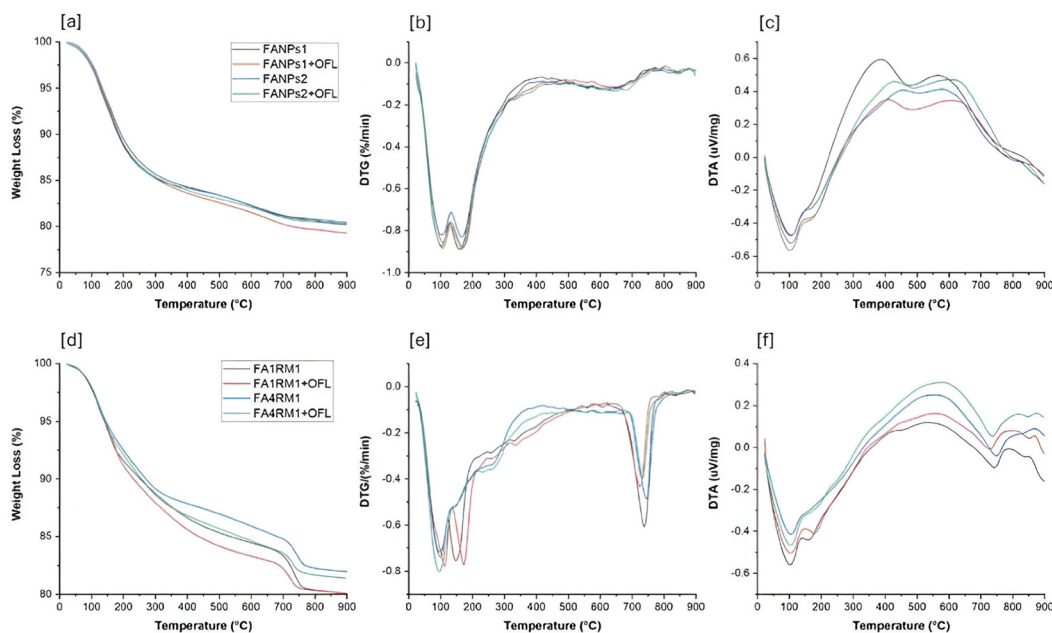 [a]
100
95
90
85
80
75
0 100 200 300 400 500 600 700 800 900
Weight Loss (%)
Temperature (°C)
FANPs1
FANPs1+OFL
FANPs2
FANPs2+OFL
[b]
0.0
-0.2
-0.4
-0.6
-0.8
-1.0
0 100 200 300 400 500 600 700 800 900
DTG (%/min)
Temperature (°C)
[c]
0.6
0.4
0.2
0.0
-0.2
-0.4
-0.6
0 100 200 300 400 500 600 700 800 900
DTA (uV/mg)
Temperature (°C)
[d]
100
95
90
85
80
0 100 200 300 400 500 600 700 800 900
Weight Loss (%)
Temperature (°C)
FA1RM1
FA1RM1+OFL
FA4RM1
FA4RM1+OFL
[e]
0.0
-0.2
-0.4
-0.6
-0.8
0 100 200 300 400 500 600 700 800 900
DTG/(%/min)
Temperature (°C)
[f]
0.4
0.2
0.0
-0.2
-0.4
-0.6
0 100 200 300 400 500 600 700 800 900
DTA (uV/mg)
Temperature (°C)